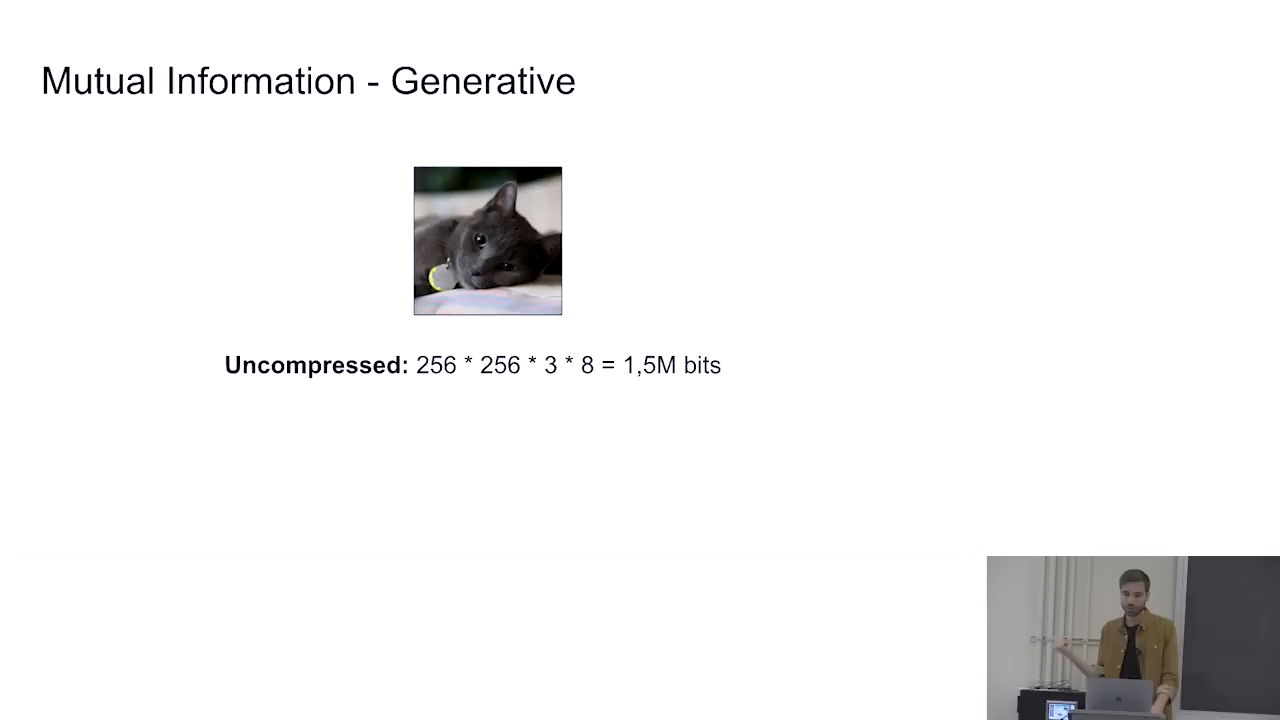 Mutual Information - Generative
Uncompressed: 256 * 256 * 3 * 8 = 1,5M bits